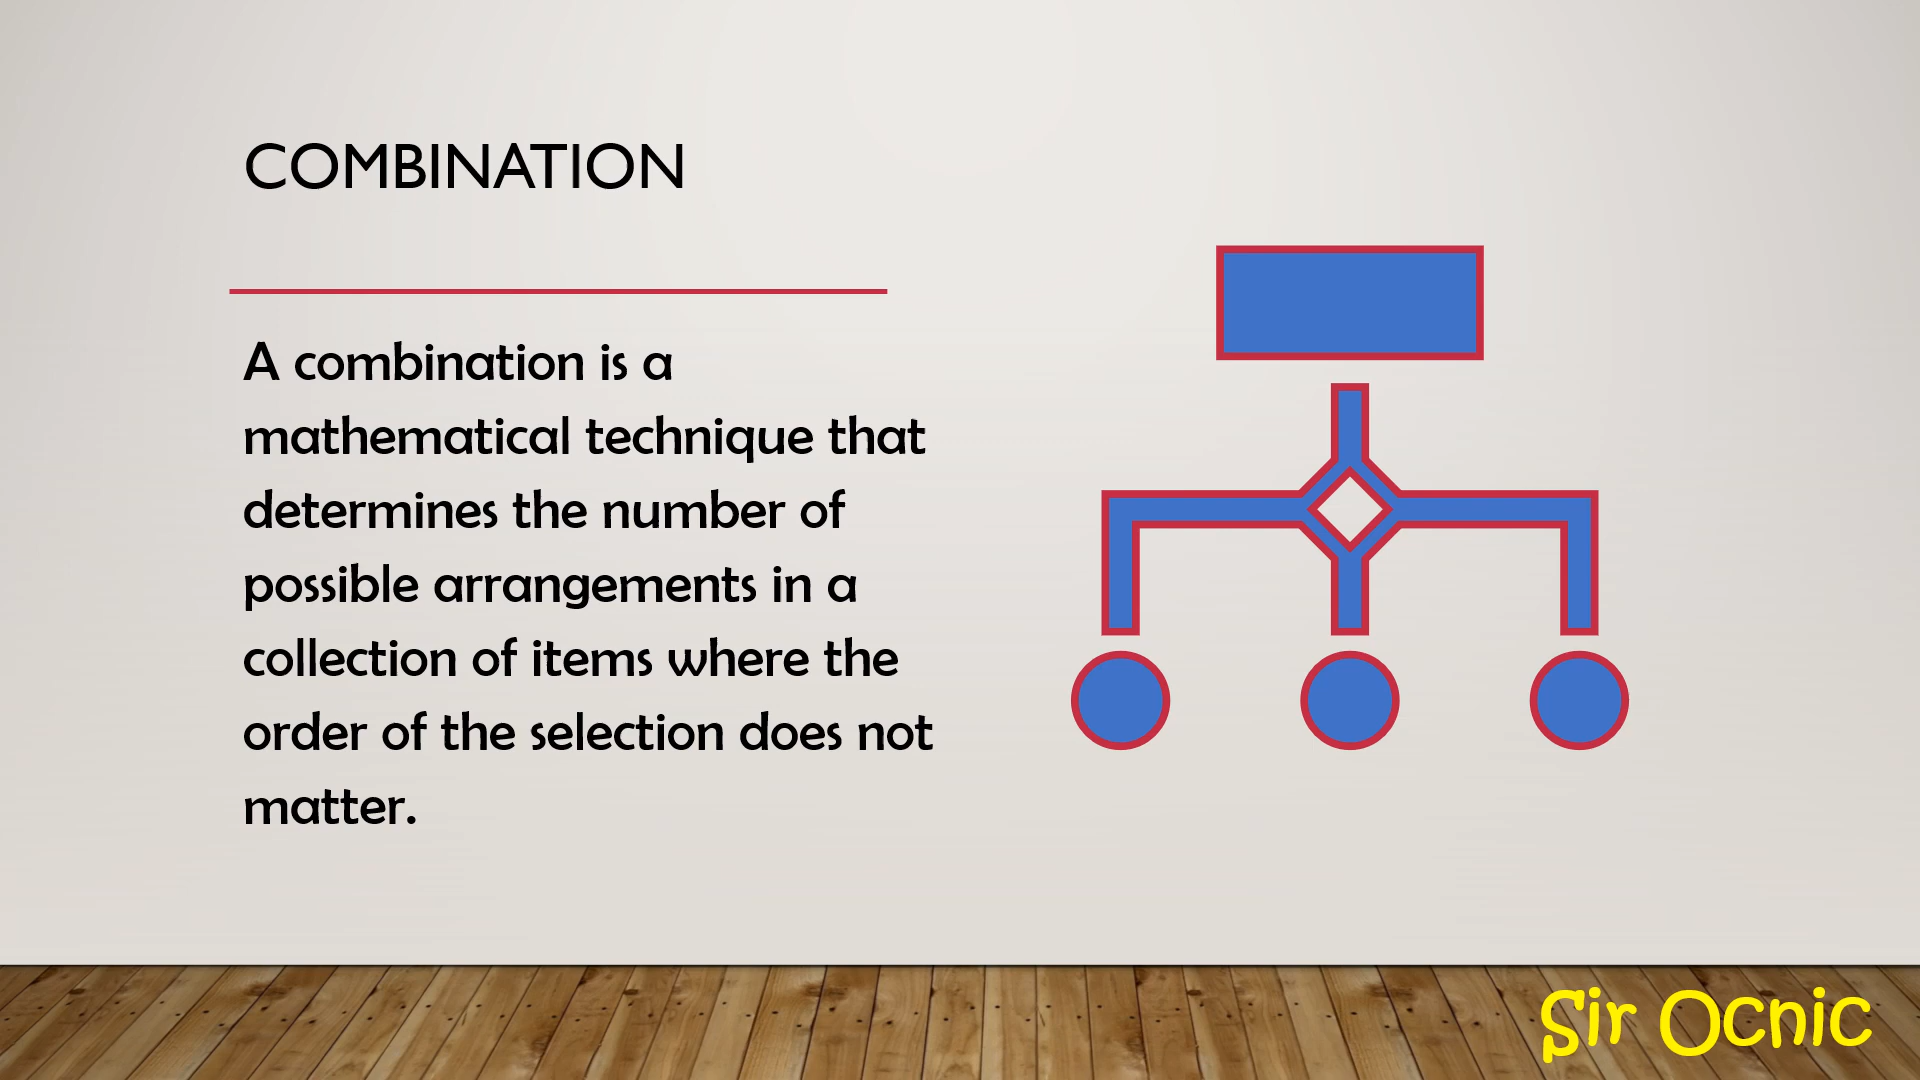 COMBINATION
A combination is a
mathematical technique that
determines the number of
possible arrangements in a
collection of items where the
order of the selection does not
matter.
Sir Ocnic